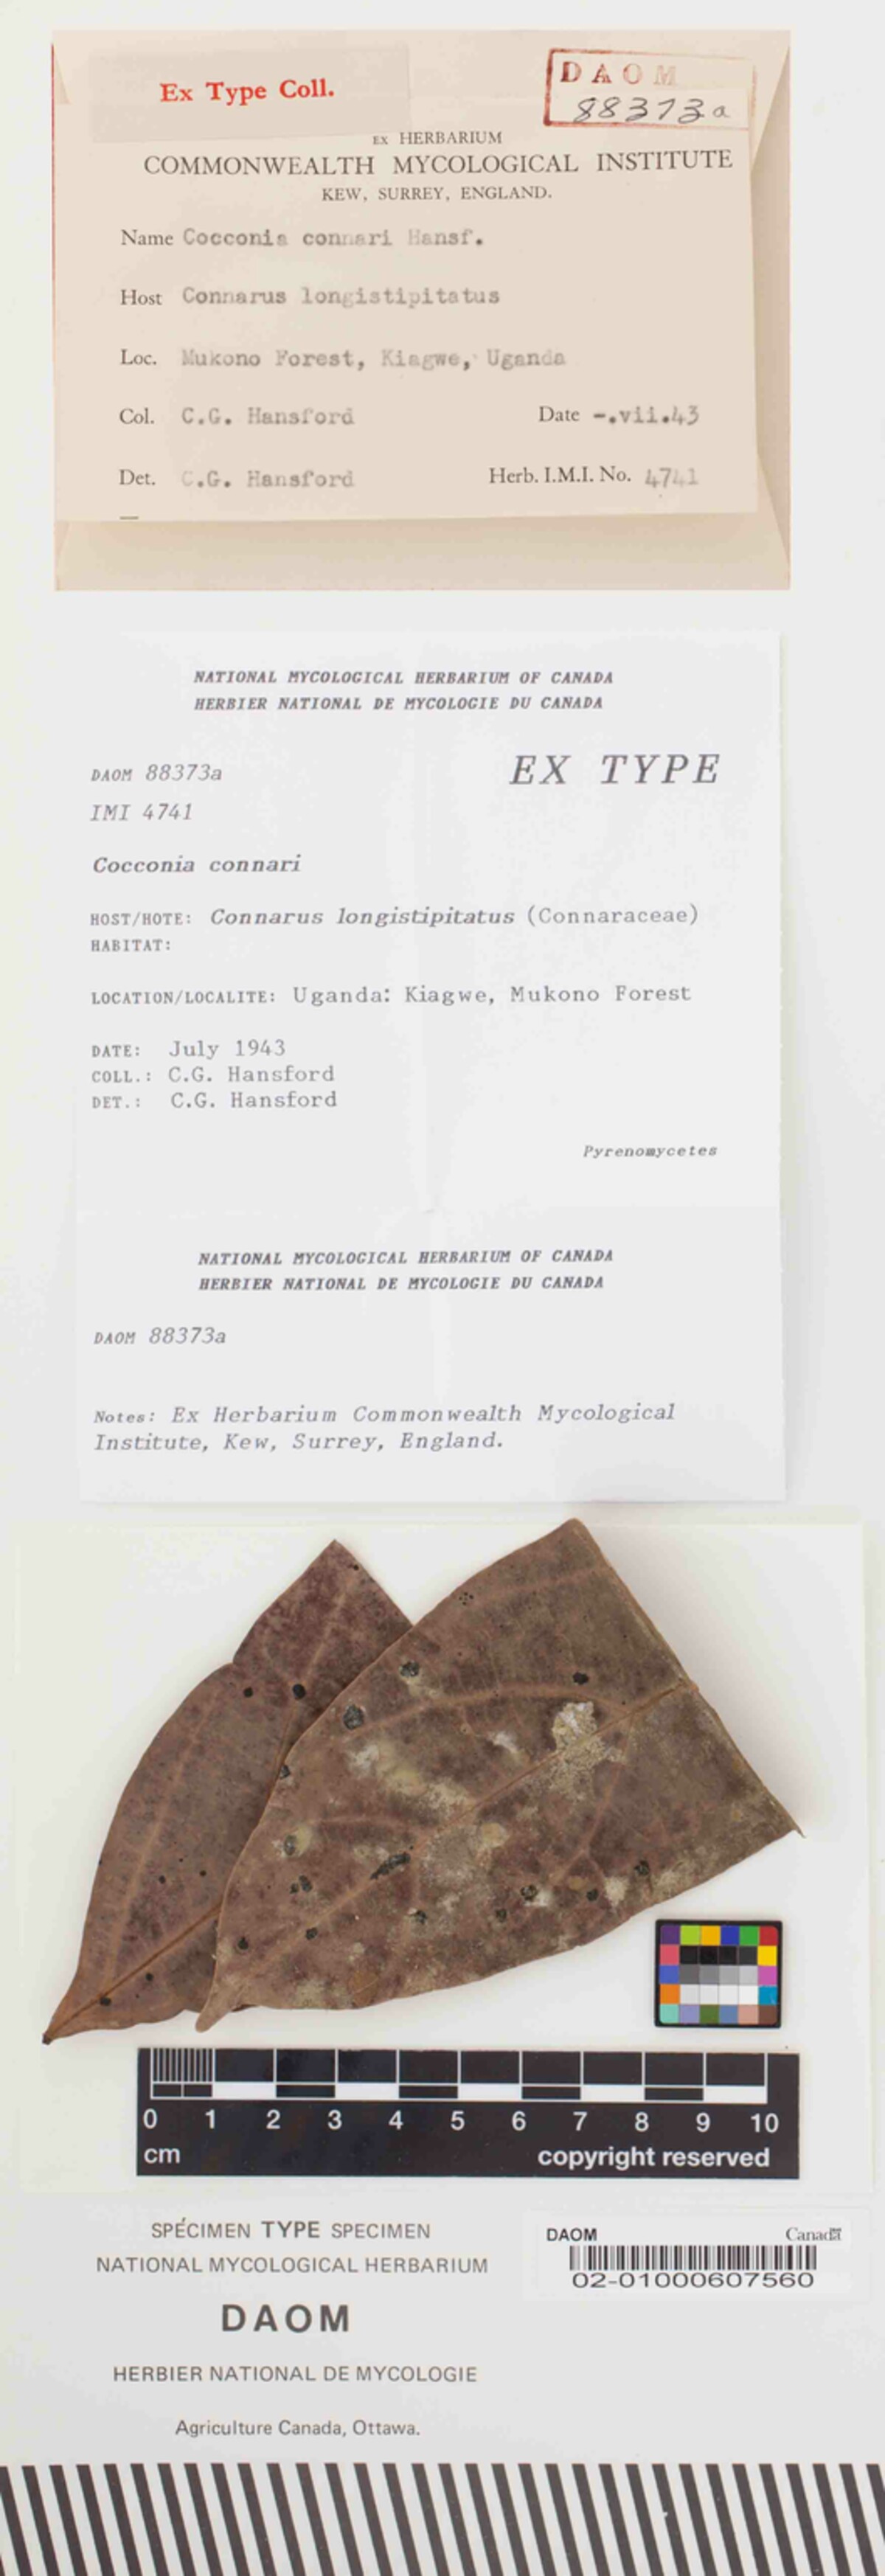 Ex Type Coll.
DAOM
88373a
EX HERBARIUM
COMMONWEALTH MYCOLOGICAL INSTITUTE
KEW, SURREY, ENGLAND.
Name Cocconia connari Hansf.
Host Connarus longistipitatus
Loc. Mukono Forest, Kiagwe, Uganda
Col. C.G. Hansford Date -.vii.43
Det. C.G. Hansford Herb. I.M.I. No. 4741
NATIONAL MYCOLOGICAL HERBARIUM OF CANADA
HERBIER NATIONAL DE MYCOLOGIE DU CANADA
DAOM 88373a EX TYPE
IMI 4741
Cocconia connari
HOST/HOTE: Connarus longistipitatus (Connaraceae)
HABITAT:
LOCATION/LOCALITE: Uganda: Kiagwe, Mukono Forest
DATE: July 1943
COLL.: C.G. Hansford
DET.: C.G. Hansford
Pyrenomycetes
NATIONAL MYCOLOGICAL HERBARIUM OF CANADA
HERBIER NATIONAL DE MYCOLOGIE DU CANADA
DAOM 88373a
Notes: Ex Herbarium Commonwealth Mycological
Institute, Kew, Surrey, England.
0 1 2 3 4 5 6 7 8 9 10
cm copyright reserved
SPÉCIMEN TYPE SPECIMEN
NATIONAL MYCOLOGICAL HERBARIUM
DAOM
HERBIER NATIONAL DE MYCOLOGIE
Agriculture Canada, Ottawa.
DAOM Canada
02-01000607560